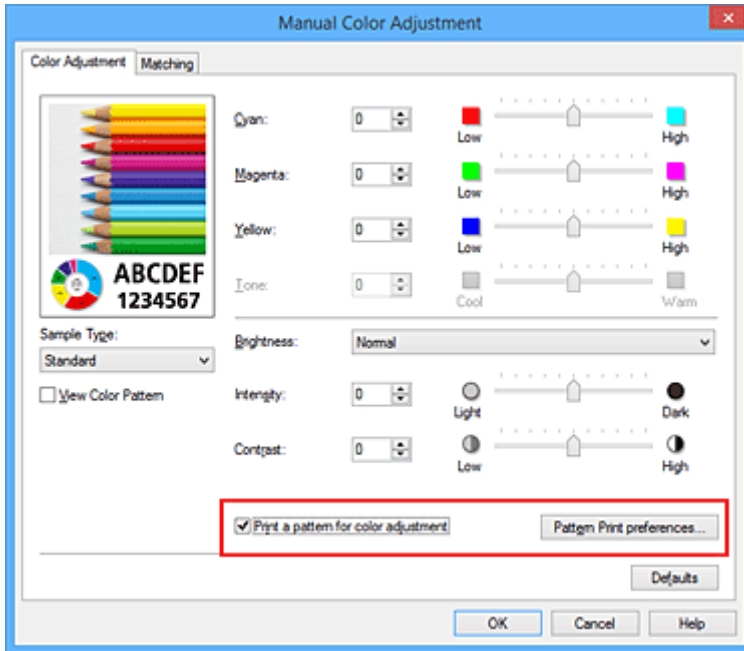 Manual Color Adjustment
Color Adjustment
Matching
ABCDEF
1234567
Sample Type:
Standard
View Color Pattern
Cyan: 0 Low High
Magenta: 0 Low High
Yellow: 0 Low High
Tone: 0 Cool Warm
Brightness: Normal
Intensity: 0 Light Dark
Contrast: 0 Low High
Print a pattern for color adjustment Pattern Print preferences...
Defaults
OK Cancel Help